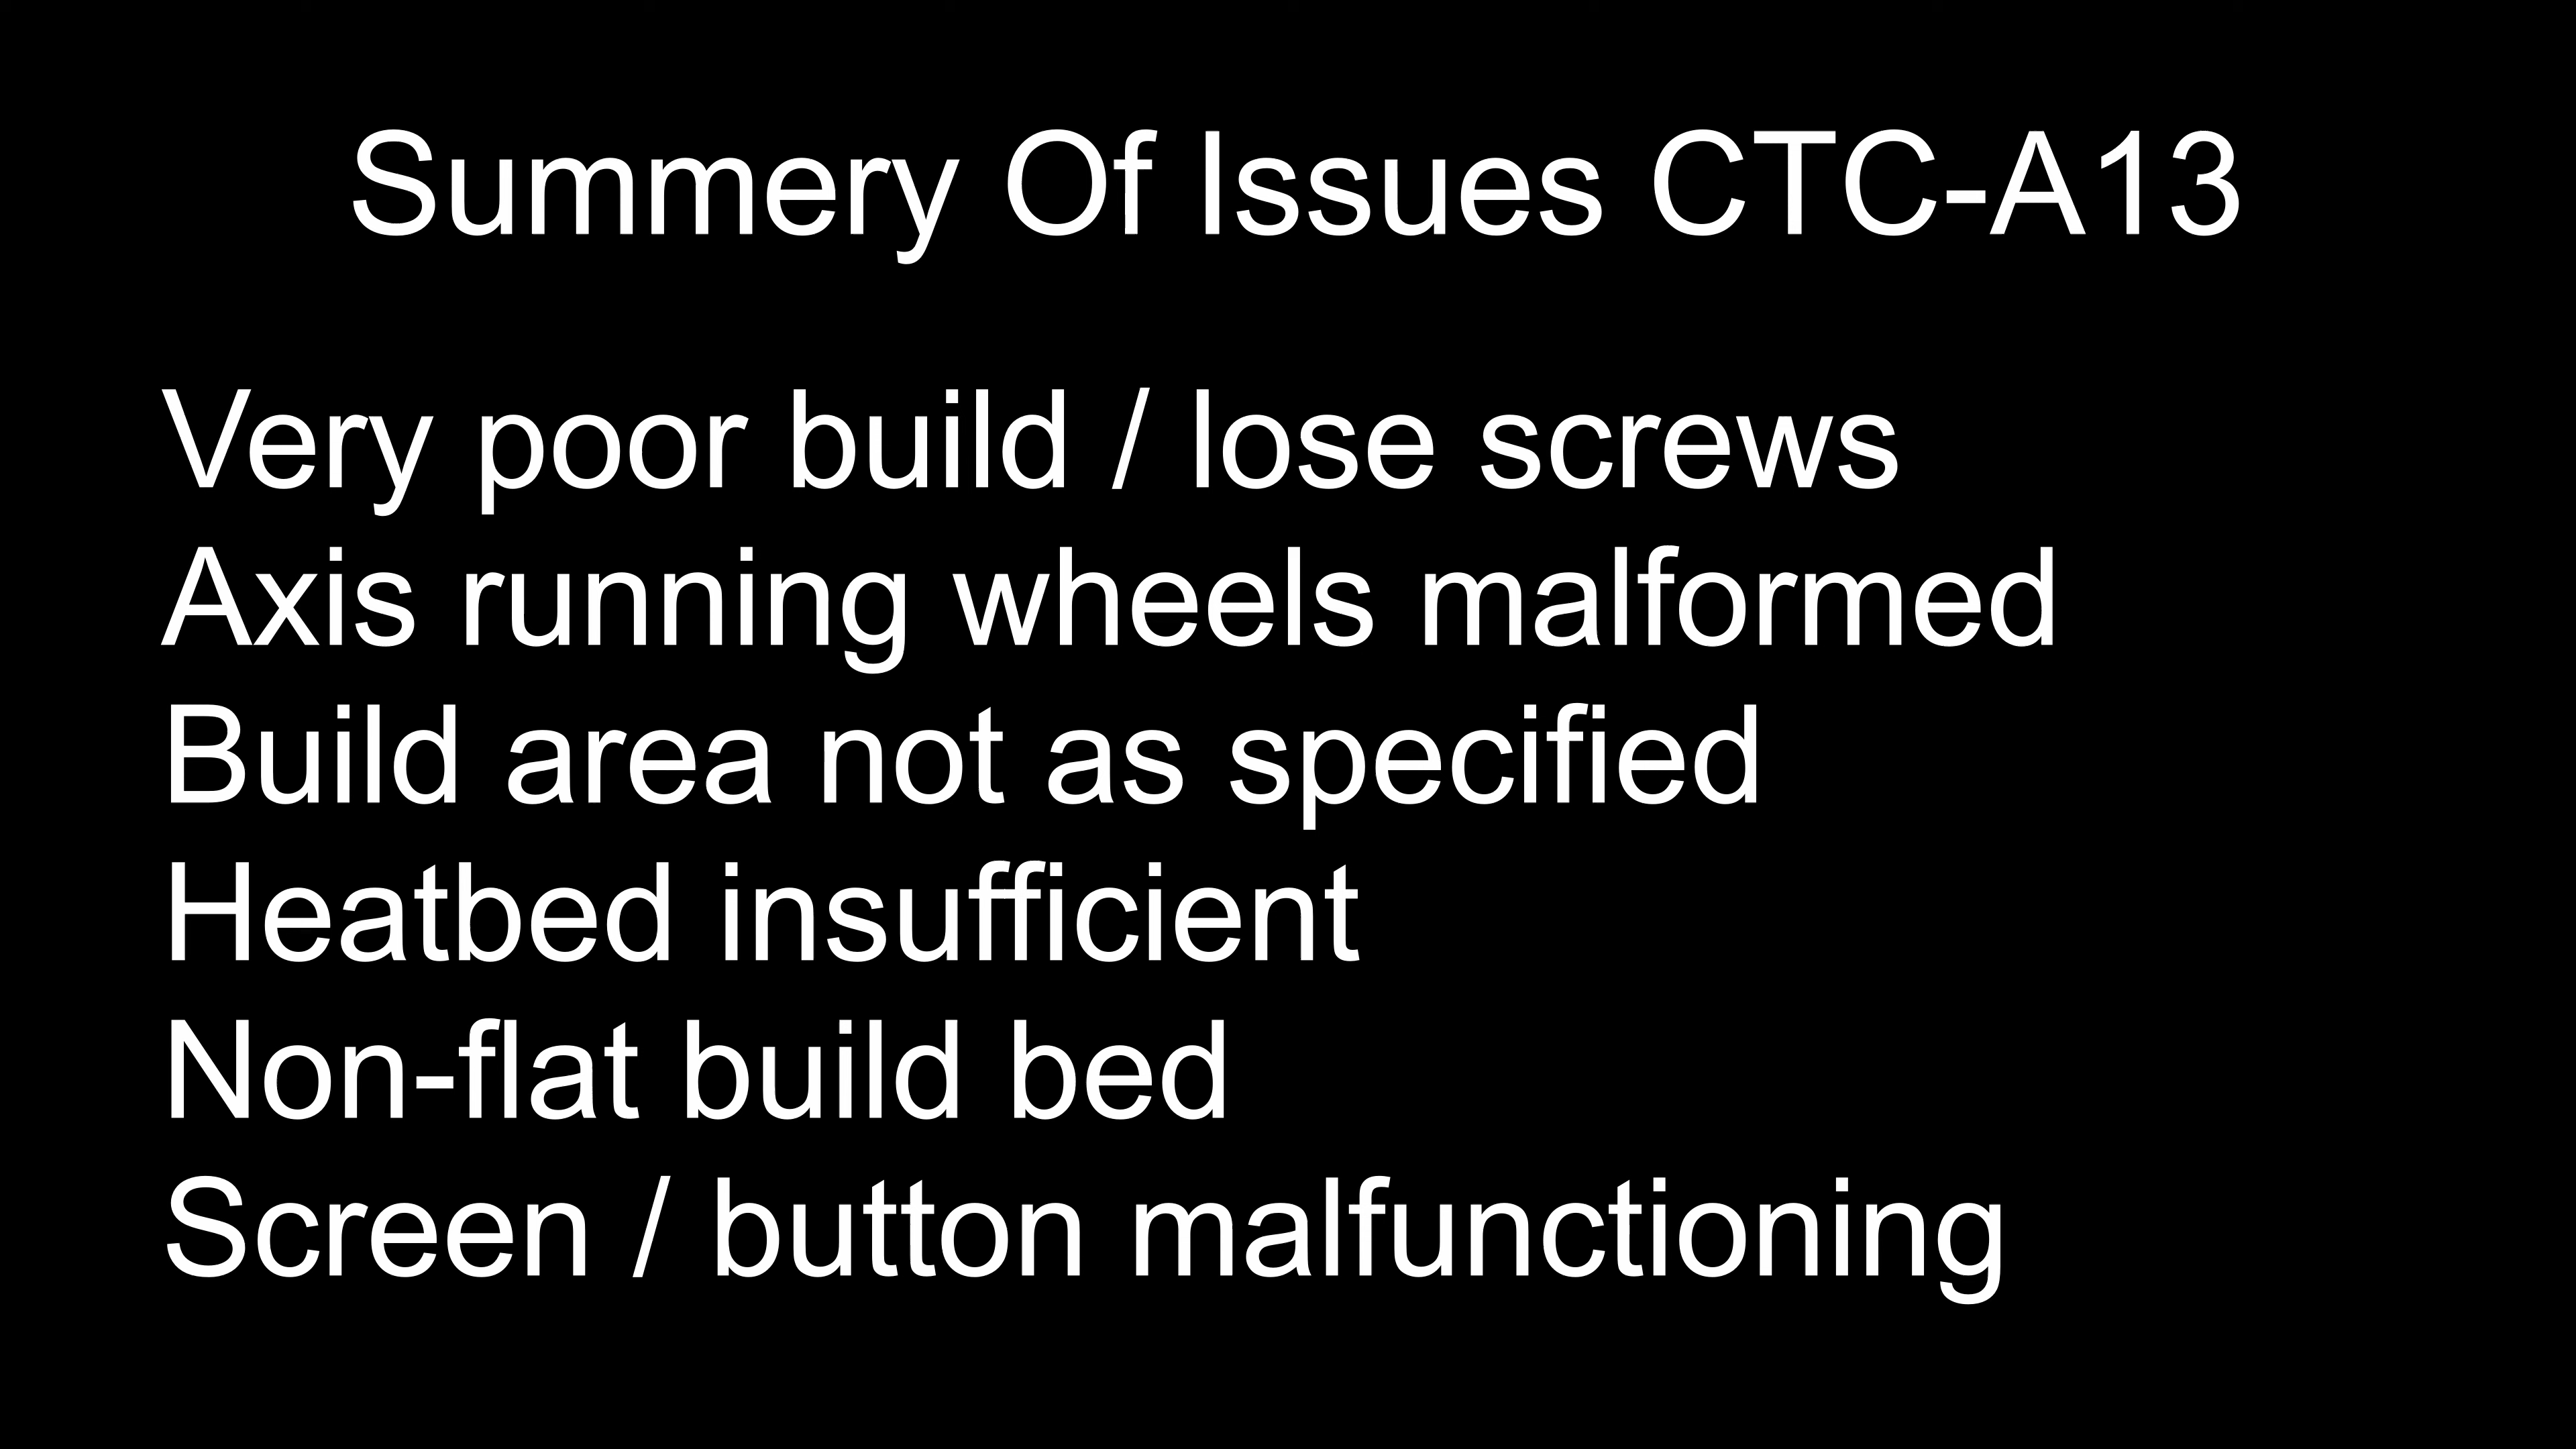 Summery Of Issues CTC-A13
Very poor build / lose screws
Axis running wheels malformed
Build area not as specified
Heatbed insufficient
Non-flat build bed
Screen / button malfunctioning